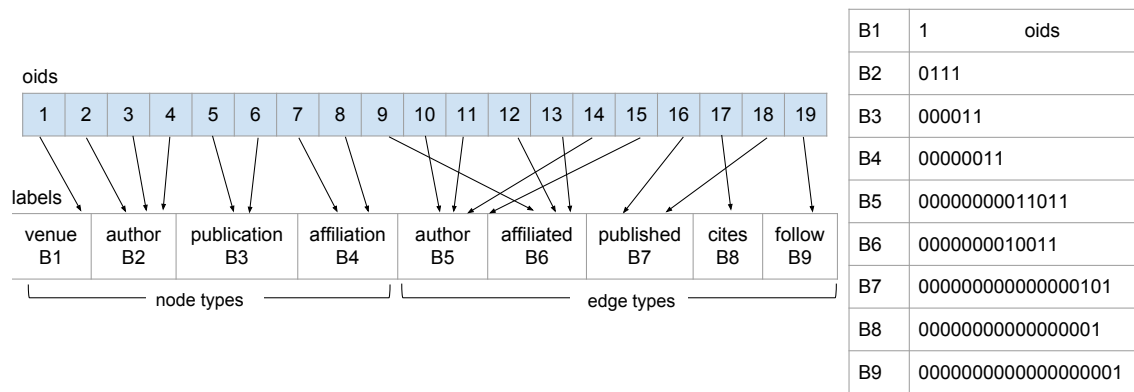 oids
1 2 3 4 5 6 7 8 9 10 11 12 13 14 15 16 17 18 19
labels
venue author publication affiliation author affiliated published cites follow
B1 B2 B3 B4 B5 B6 B7 B8 B9
node types edge types
B1 1 oids
B2 0111
B3 000011
B4 00000011
B5 00000000011011
B6 0000000010011
B7 000000000000000101
B8 00000000000000001
B9 0000000000000000001